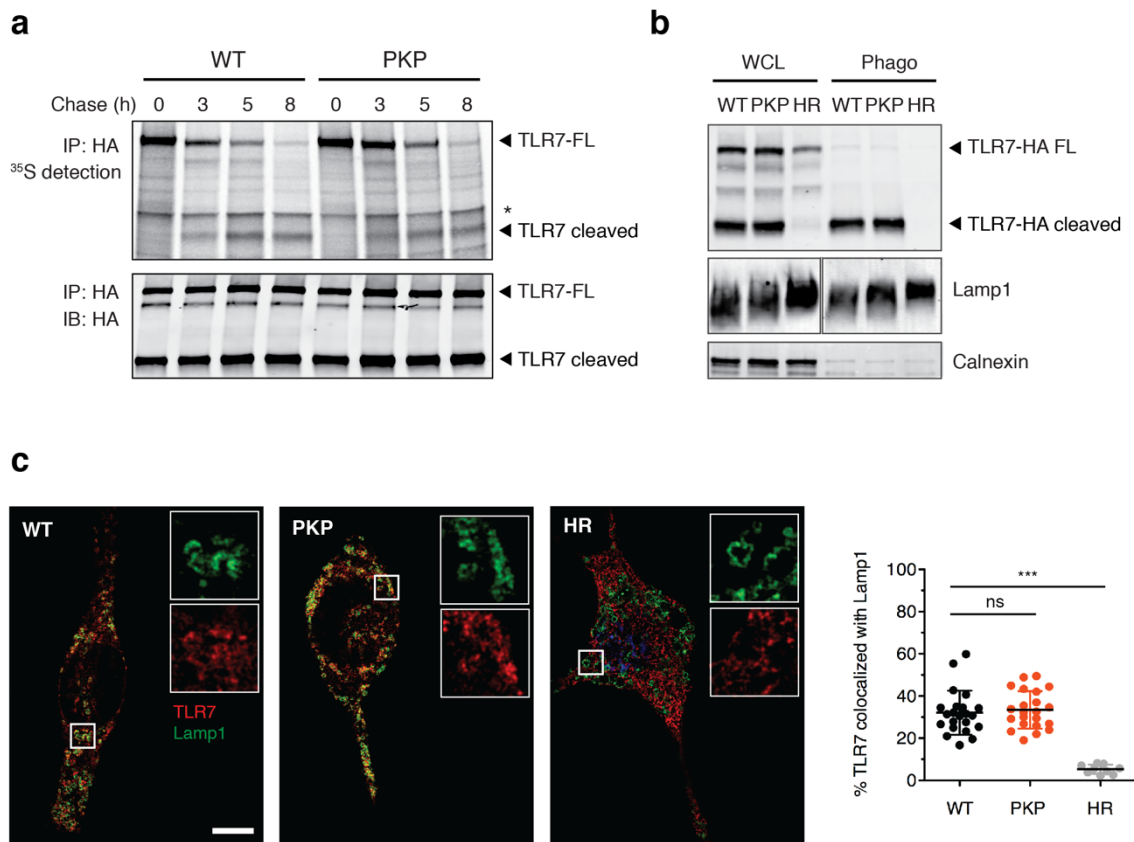 a
WT PKP
Chase (h) 0 3 5 8 0 3 5 8
IP: HA
³⁵S detection
TLR7-FL
*
TLR7 cleaved
IP: HA
IB: HA
TLR7-FL
TLR7 cleaved
b
WCL Phago
WT PKP HR WT PKP HR
TLR7-HA FL
TLR7-HA cleaved
Lamp1
Calnexin
c
WT
TLR7
Lamp1
PKP
HR
% TLR7 colocalized with Lamp1
100
80
60
40
20
0
***
ns
WT PKP HR